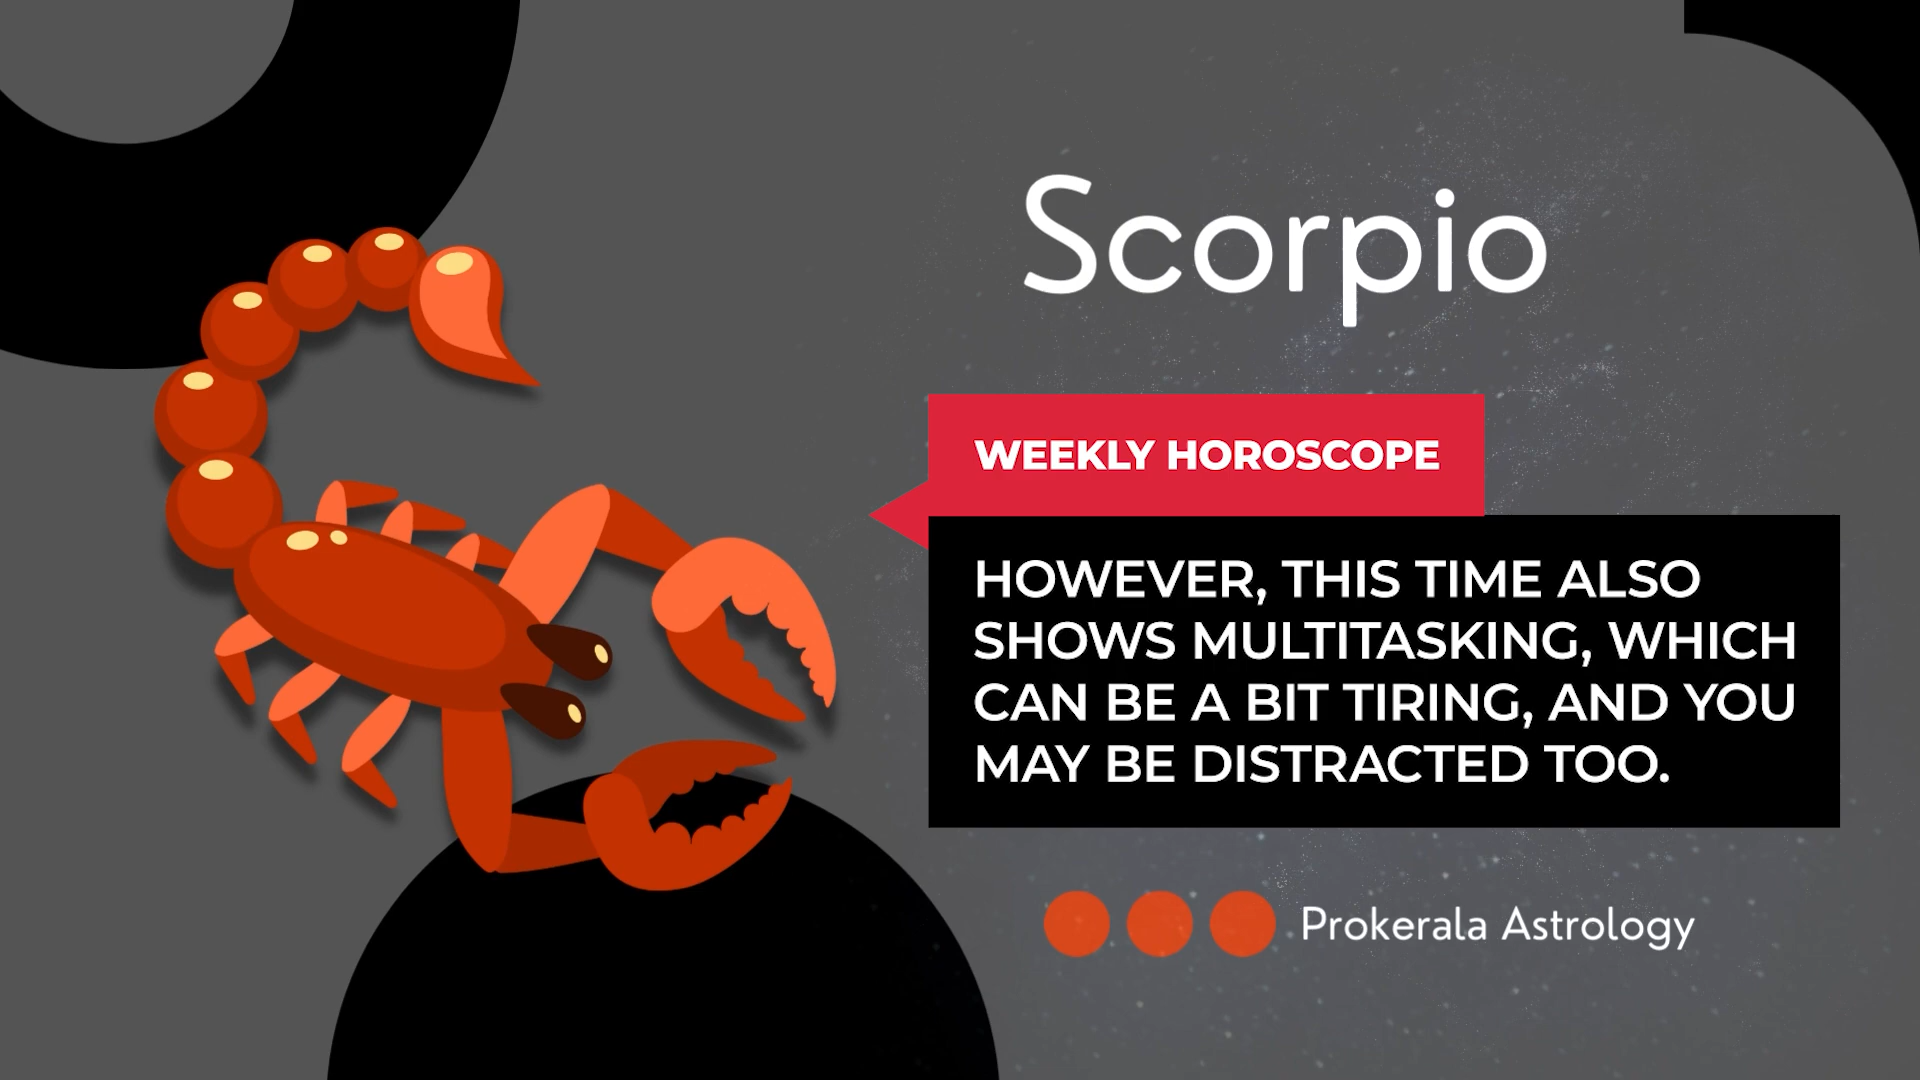 Scorpio
WEEKLY HOROSCOPE
HOWEVER, THIS TIME ALSO
SHOWS MULTITASKING, WHICH
CAN BE A BIT TIRING, AND YOU
MAY BE DISTRACTED TOO.
Prokerala Astrology